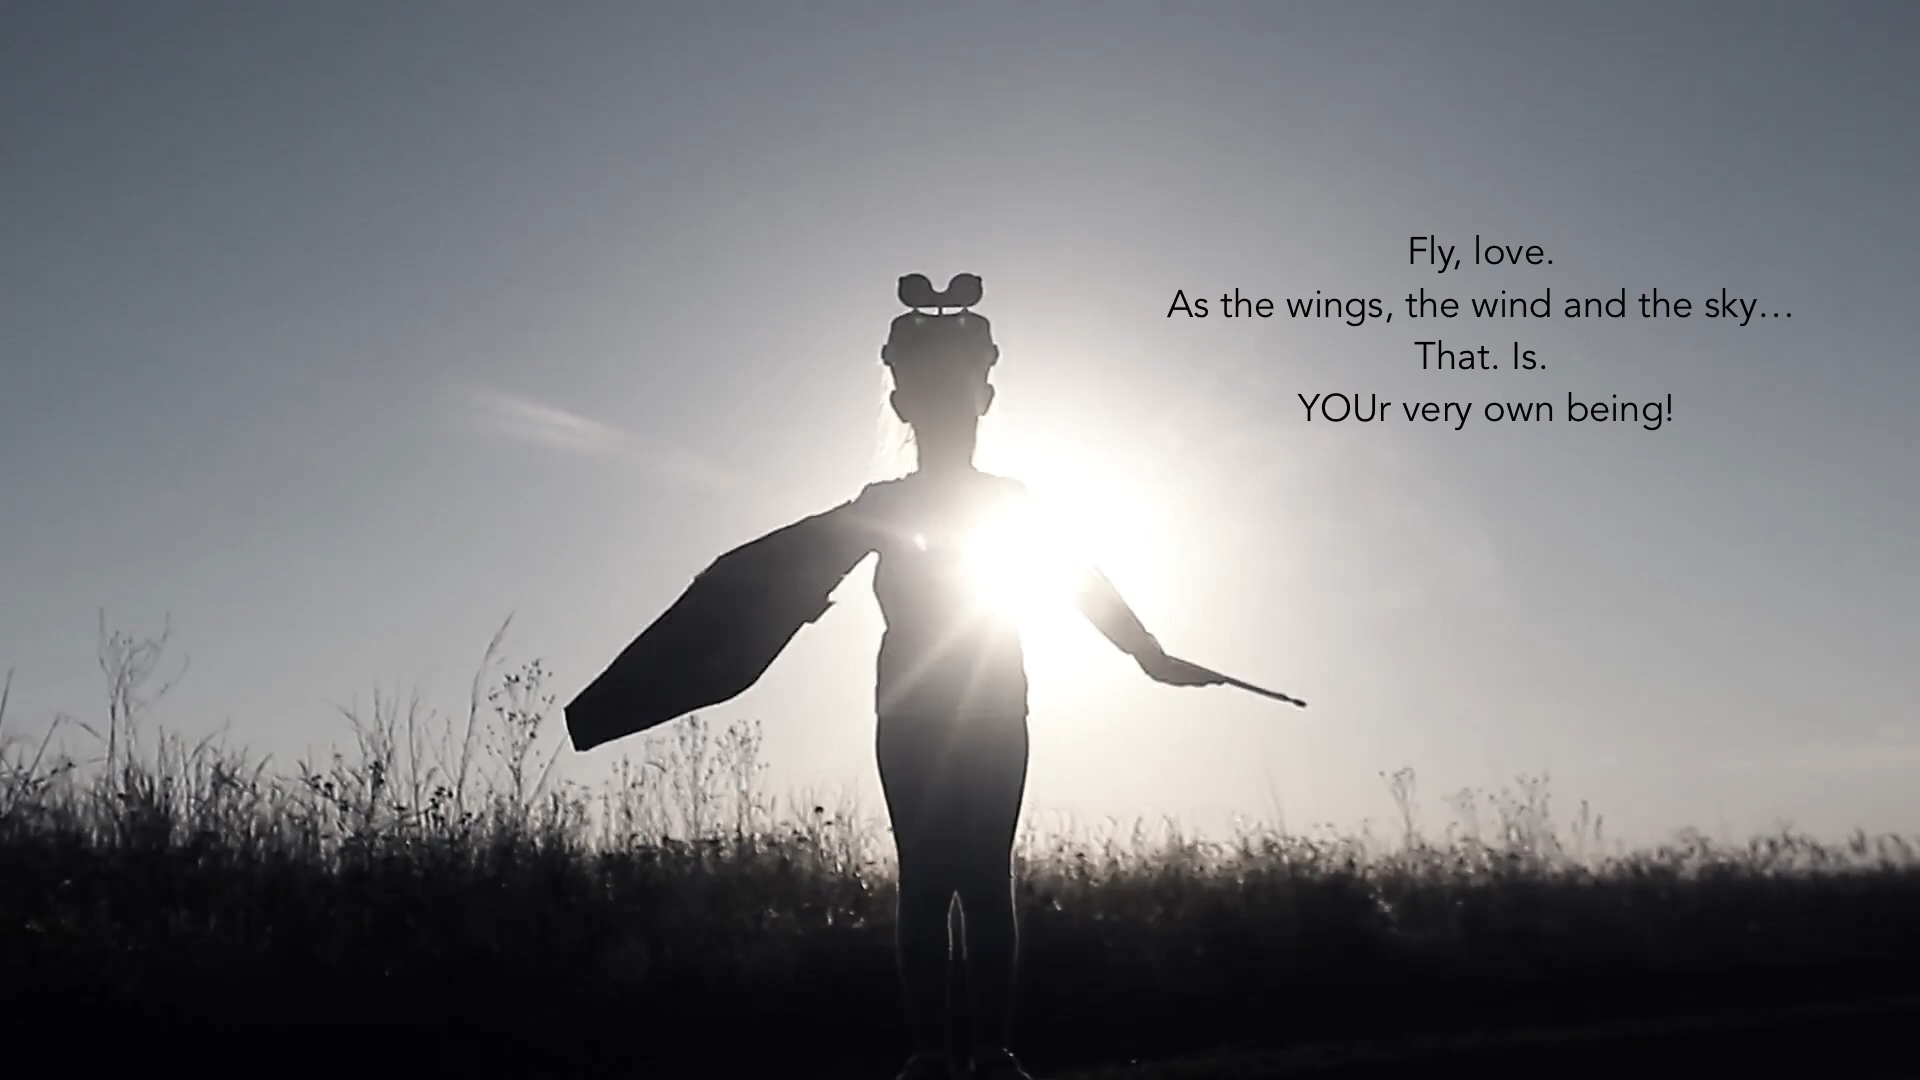 Fly, love.
As the wings, the wind and the sky…
That. Is.
YOUr very own being!